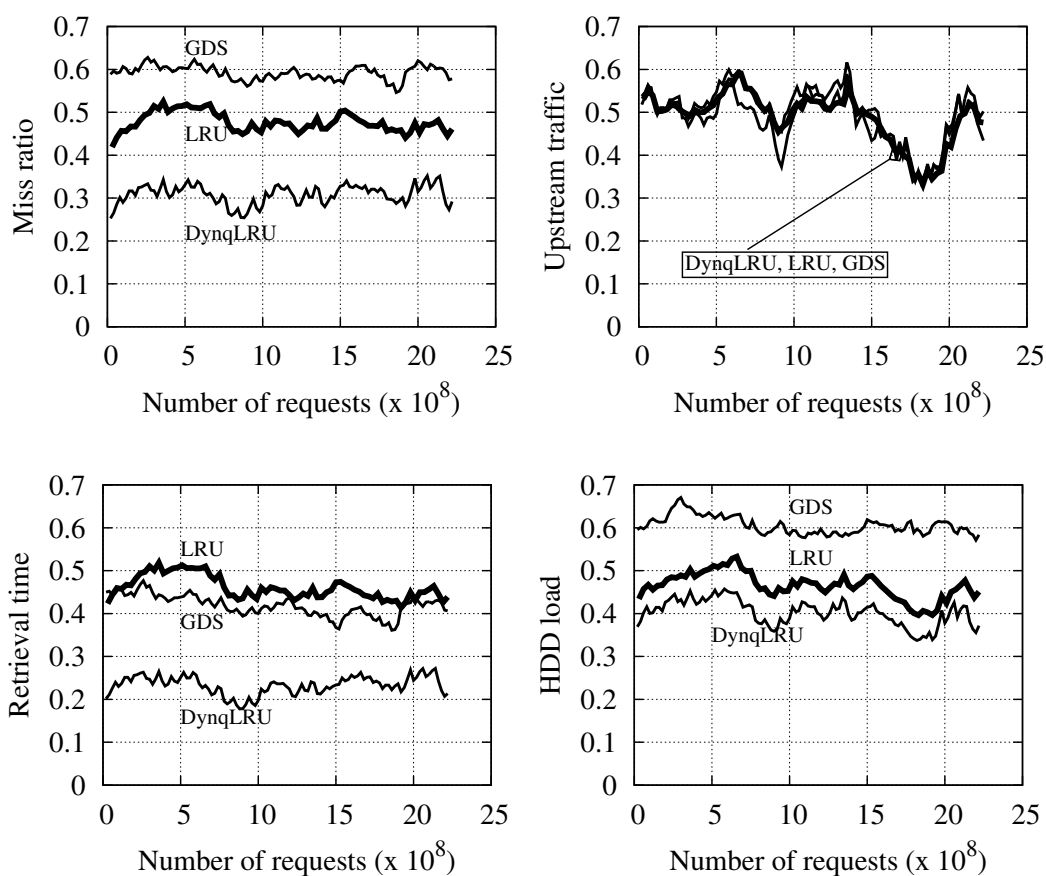 Miss ratio
0.7
0.6
0.5
0.4
0.3
0.2
0.1
0
GDS
LRU
DynqLRU
0 5 10 15 20 25
Number of requests (x 10^8)
Upstream traffic
0.7
0.6
0.5
0.4
0.3
0.2
0.1
0
DynqLRU, LRU, GDS
0 5 10 15 20 25
Number of requests (x 10^8)
Retrieval time
0.7
0.6
0.5
0.4
0.3
0.2
0.1
0
LRU
GDS
DynqLRU
0 5 10 15 20 25
Number of requests (x 10^8)
HDD load
0.7
0.6
0.5
0.4
0.3
0.2
0.1
0
GDS
LRU
DynqLRU
0 5 10 15 20 25
Number of requests (x 10^8)